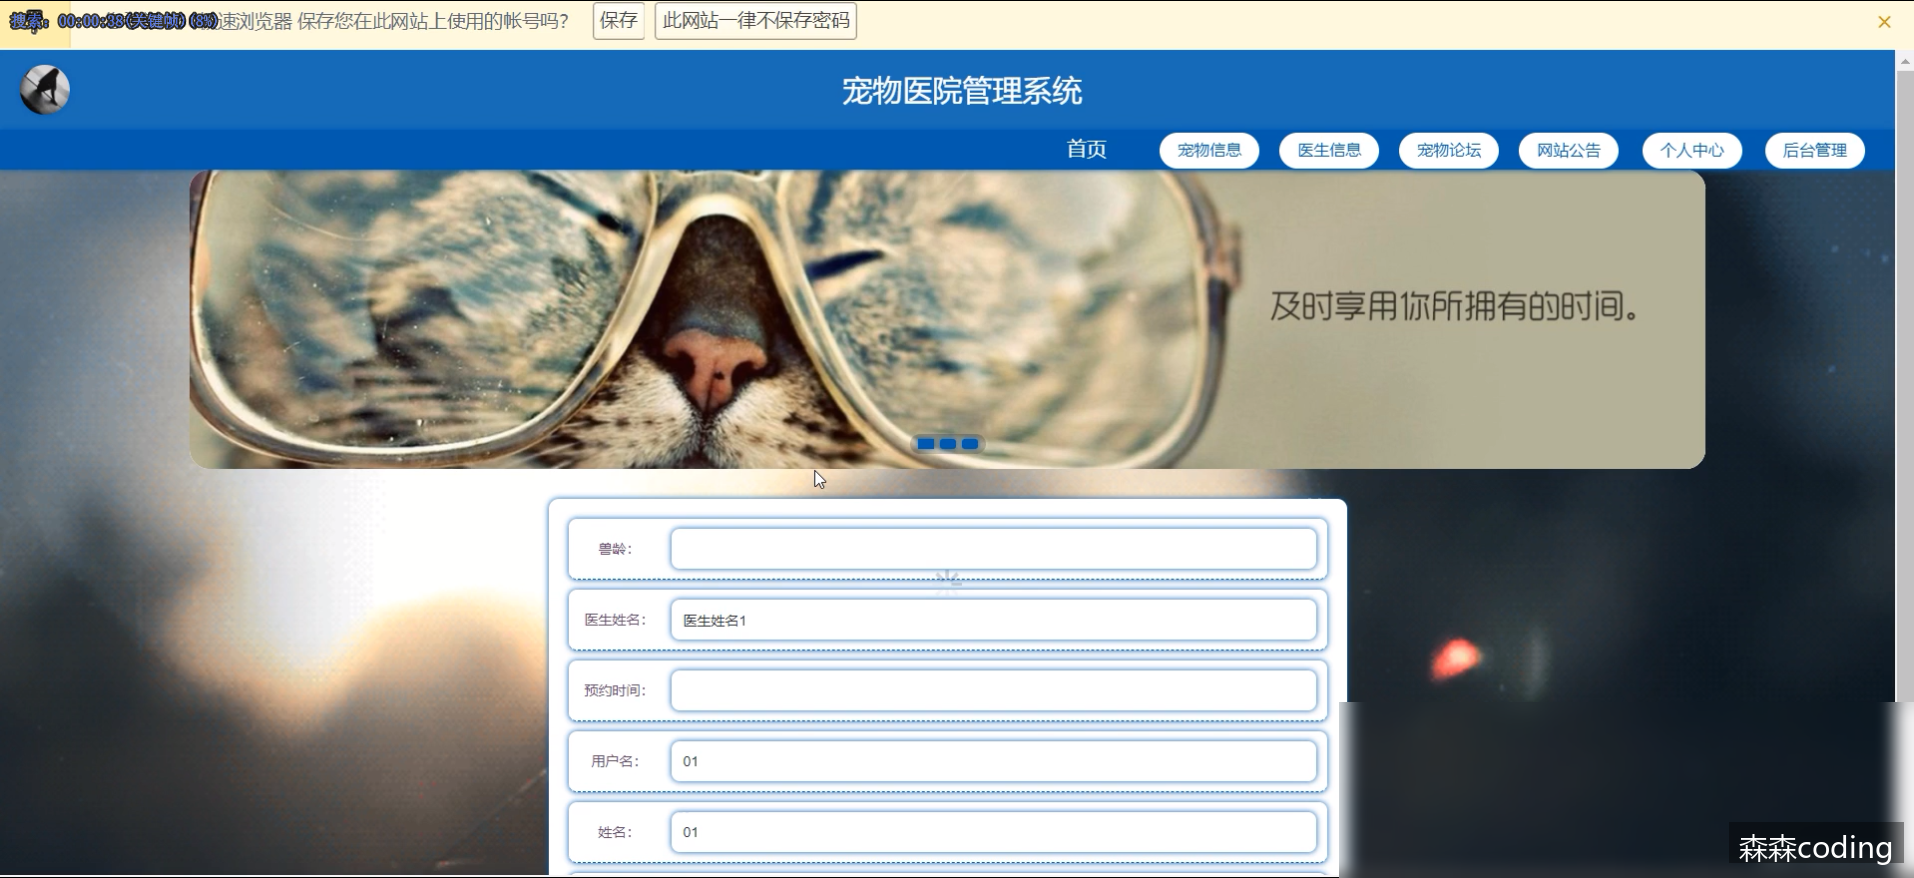 搜索: 00:00:38(关键帧)(8%)
速浏览器 保存您在此网站上使用的帐号吗?
保存
此网站一律不保存密码
宠物医院管理系统
首页
宠物信息
医生信息
宠物论坛
网站公告
个人中心
后台管理
及时享用你所拥有的时间。
兽龄：
医生姓名：
医生姓名1
预约时间：
用户名：
01
姓名：
01
森森coding